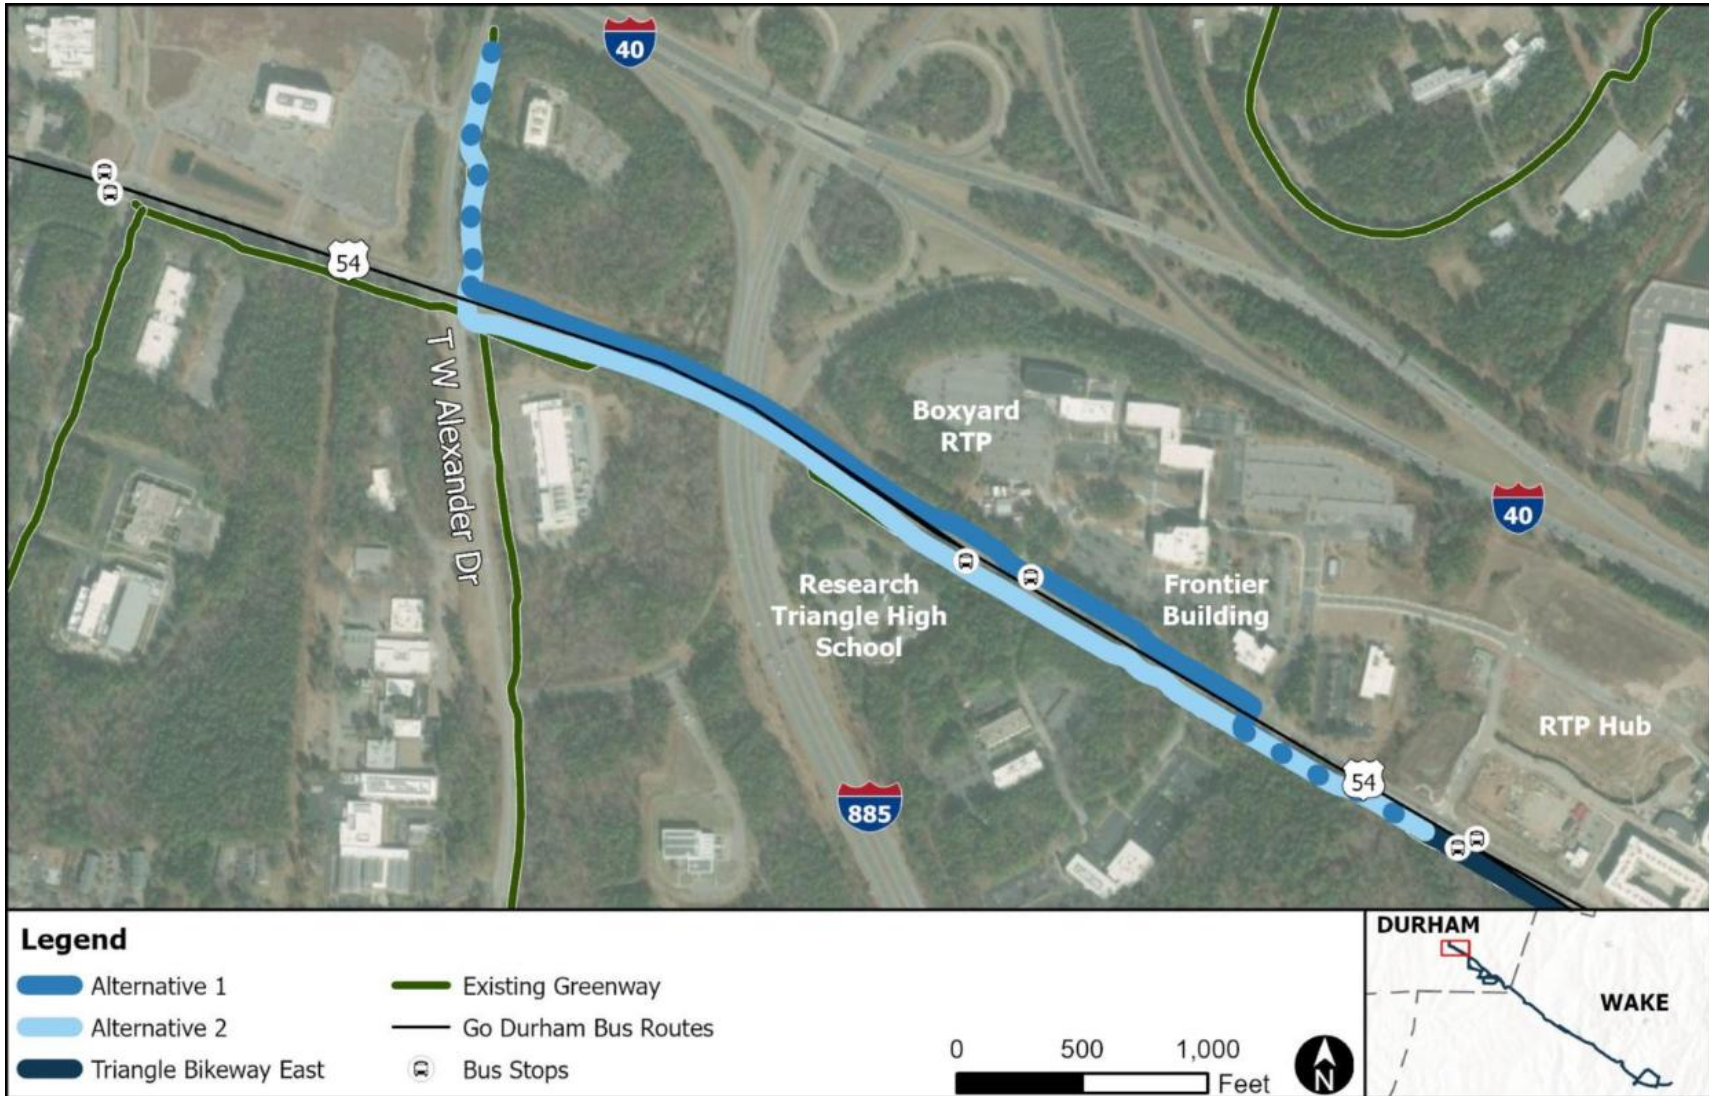 40
54
T W Alexander Dr
Boxyard
RTP
40
Research
Triangle High
School
Frontier
Building
RTP Hub
54
885
Legend
Alternative 1
Alternative 2
Triangle Bikeway East
Existing Greenway
Go Durham Bus Routes
Bus Stops
0 500 1,000
Feet
N
DURHAM
WAKE